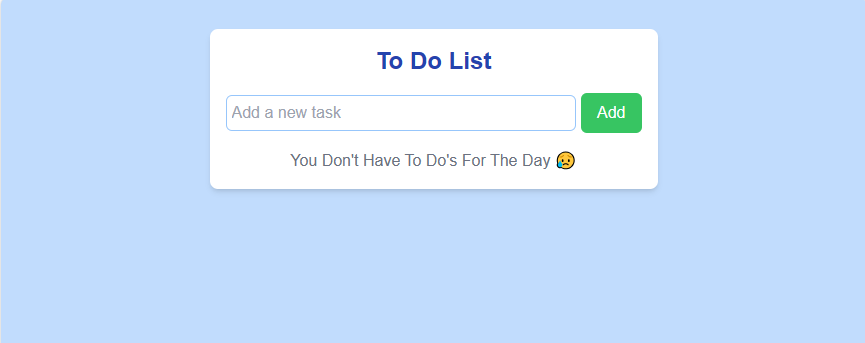 To Do List
Add a new task
Add
You Don't Have To Do's For The Day 😥